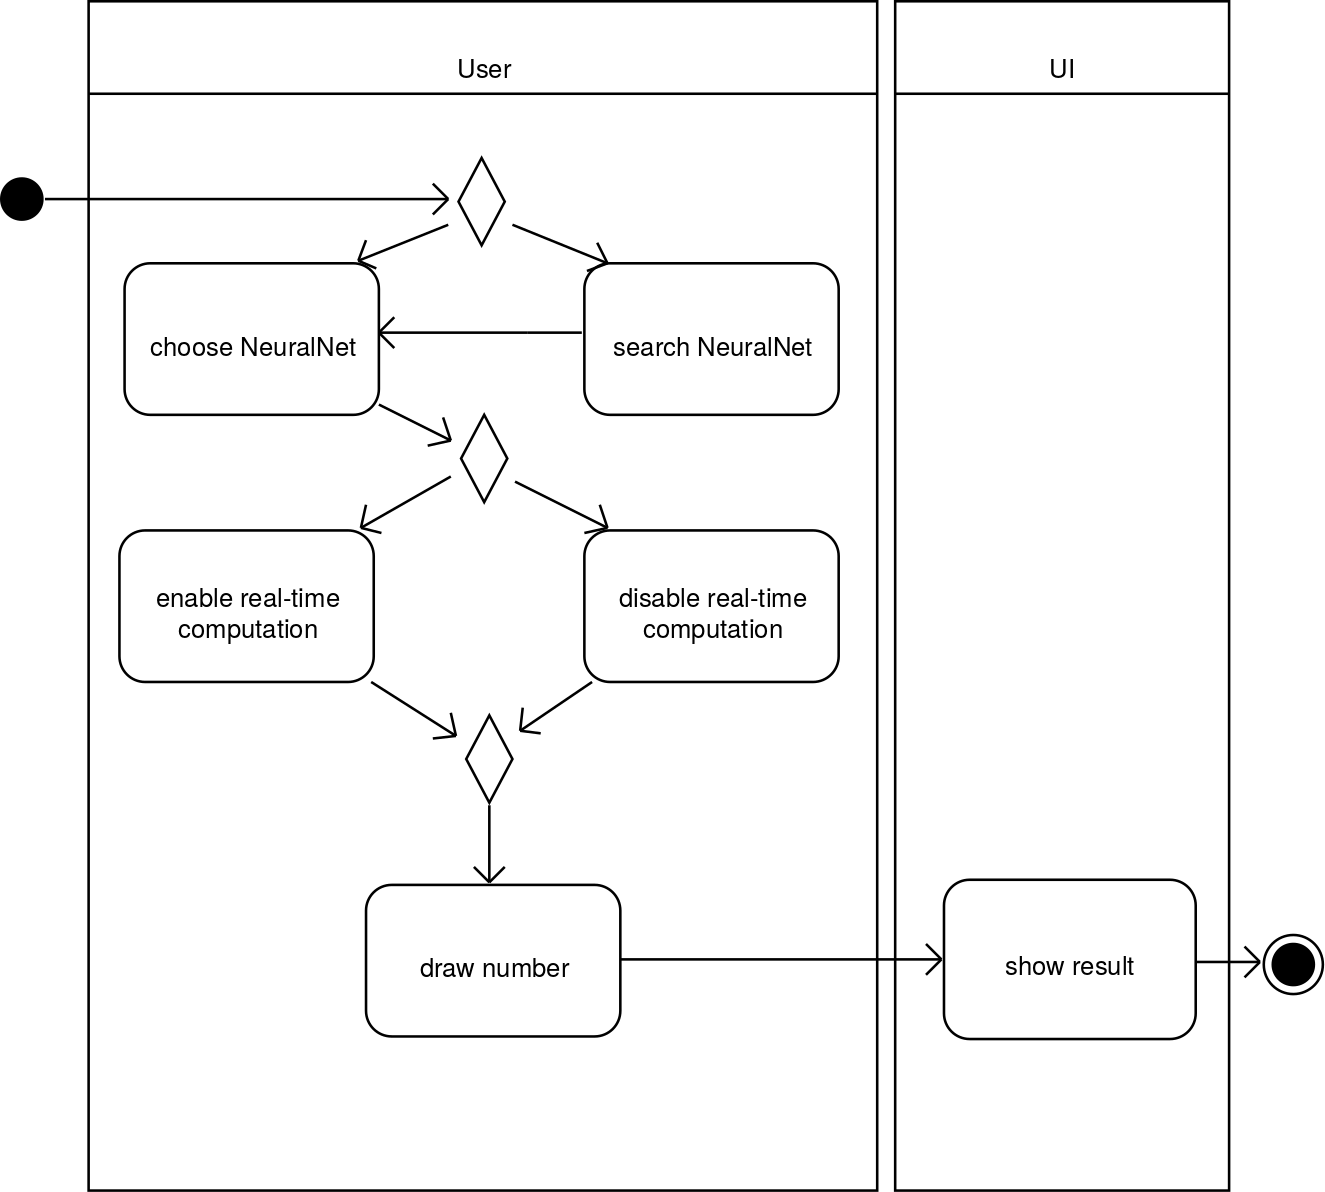 User
UI
choose NeuralNet
search NeuralNet
enable real-time
computation
disable real-time
computation
draw number
show result